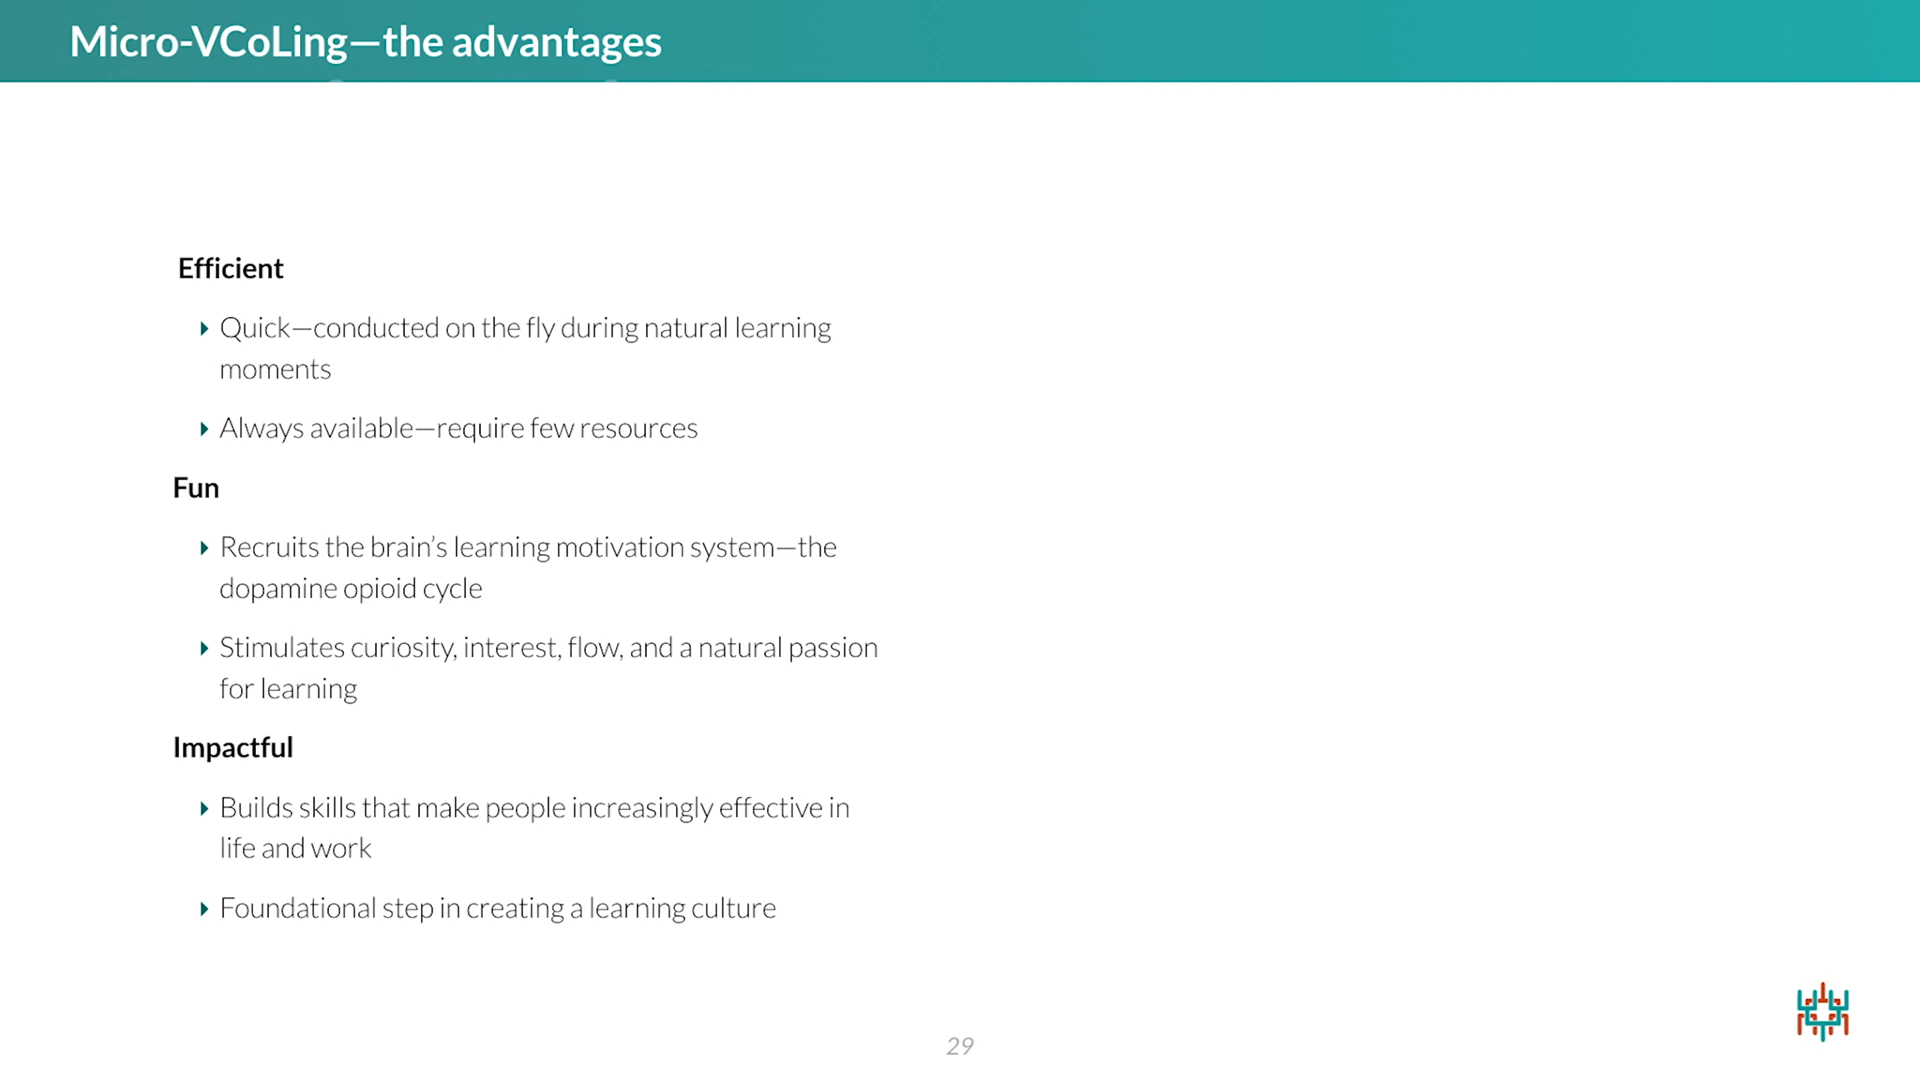 Micro-VCoLing—the advantages
Efficient
Quick—conducted on the fly during natural learning
moments
Always available—require few resources
Fun
Recruits the brain’s learning motivation system—the
dopamine opioid cycle
Stimulates curiosity, interest, flow, and a natural passion
for learning
Impactful
Builds skills that make people increasingly effective in
life and work
Foundational step in creating a learning culture
29